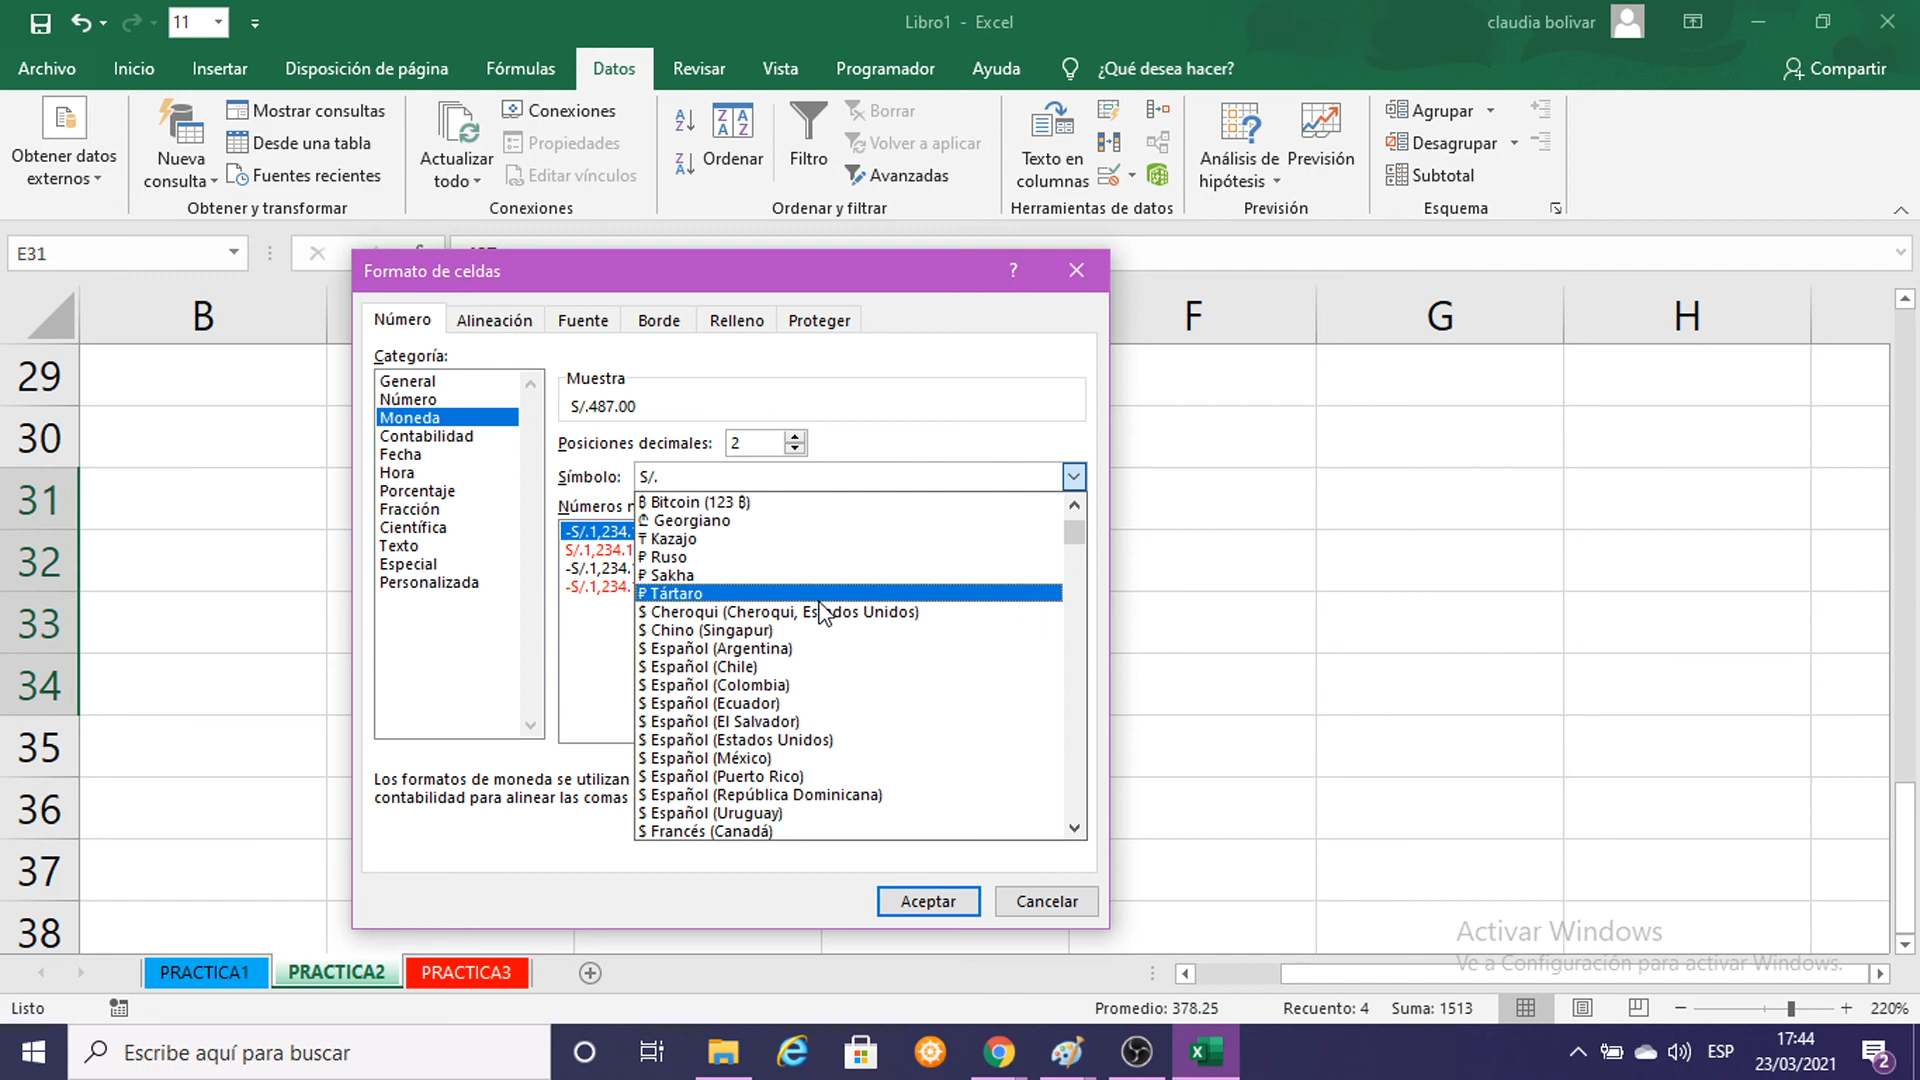 11
Libro1 - Excel
claudia bolivar
Archivo
Inicio
Insertar
Disposición de página
Fórmulas
Datos
Revisar
Vista
Programador
Ayuda
¿Qué desea hacer?
Compartir
Obtener datos
externos
Nueva
consulta
Mostrar consultas
Desde una tabla
Fuentes recientes
Obtener y transformar
Actualizar
todo
Conexiones
Propiedades
Editar vínculos
Conexiones
Ordenar
Filtro
Borrar
Volver a aplicar
Avanzadas
Ordenar y filtrar
Texto en
columnas
Herramientas de datos
Análisis de
hipótesis
Previsión
Previsión
Agrupar
Desagrupar
Subtotal
Esquema
E31
B
F
G
H
29
30
31
32
33
34
35
36
37
38
Formato de celdas
?
Número
Alineación
Fuente
Borde
Relleno
Proteger
Categoría:
General
Número
Moneda
Contabilidad
Fecha
Hora
Porcentaje
Fracción
Científica
Texto
Especial
Personalizada
Muestra
S/.487.00
Posiciones decimales: 2
Símbolo: S/.
Números n
-S/.1,234.
S/.1,234.1
-S/.1,234.
-S/.1,234.
₿ Bitcoin (123 ₿)
₾ Georgiano
₸ Kazajo
₽ Ruso
₽ Sakha
₽ Tártaro
$ Cheroqui (Cheroqui, Estados Unidos)
$ Chino (Singapur)
$ Español (Argentina)
$ Español (Chile)
$ Español (Colombia)
$ Español (Ecuador)
$ Español (El Salvador)
$ Español (Estados Unidos)
$ Español (México)
$ Español (Puerto Rico)
$ Español (República Dominicana)
$ Español (Uruguay)
$ Francés (Canadá)
Los formatos de moneda se utilizan
contabilidad para alinear las comas
Aceptar
Cancelar
Activar Windows
Ve a Configuración para activar Windows.
PRACTICA1
PRACTICA2
PRACTICA3
Listo
Promedio: 378.25
Recuento: 4
Suma: 1513
220%
Escribe aquí para buscar
ESP
17:44
23/03/2021
2